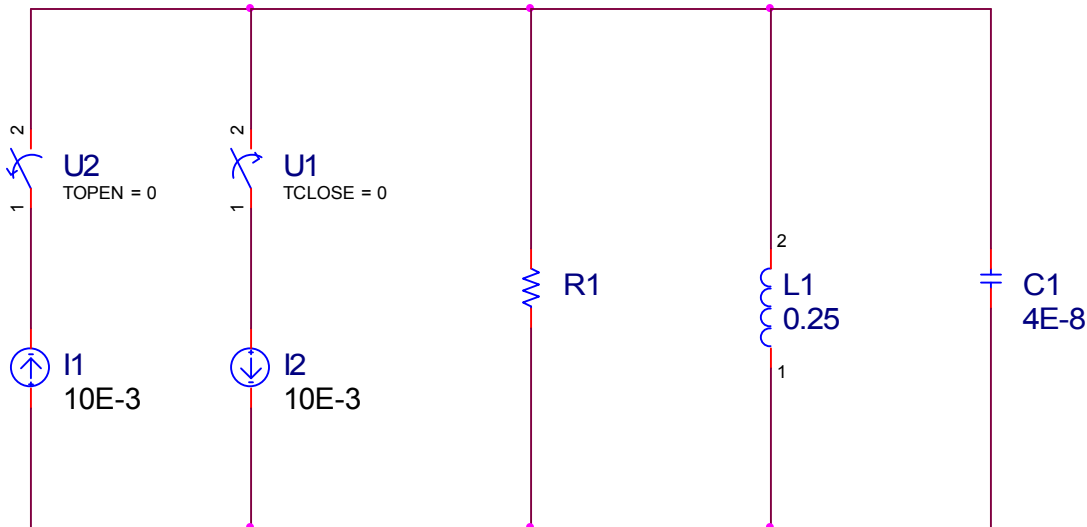 2
U2
TOPEN = 0
1
2
U1
TCLOSE = 0
1
R1
2
L1
0.25
1
C1
4E-8
I1
10E-3
I2
10E-3